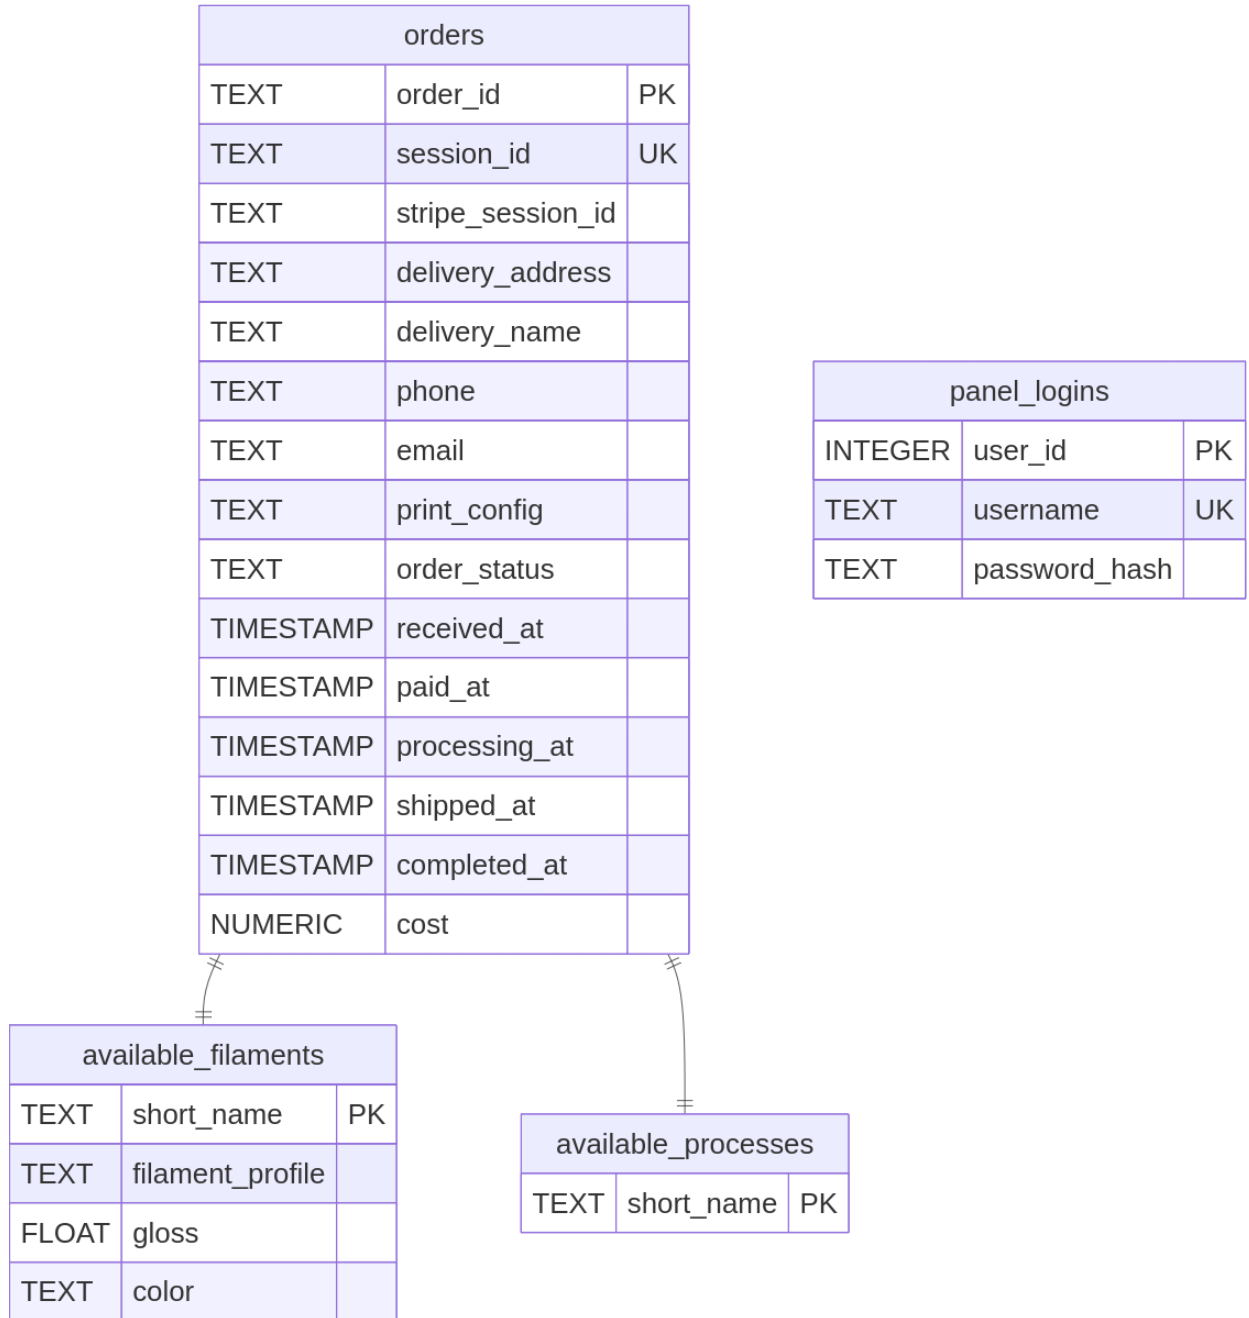 orders
TEXT order_id PK
TEXT session_id UK
TEXT stripe_session_id
TEXT delivery_address
TEXT delivery_name
TEXT phone
TEXT email
TEXT print_config
TEXT order_status
TIMESTAMP received_at
TIMESTAMP paid_at
TIMESTAMP processing_at
TIMESTAMP shipped_at
TIMESTAMP completed_at
NUMERIC cost
panel_logins
INTEGER user_id PK
TEXT username UK
TEXT password_hash
available_filaments
TEXT short_name PK
TEXT filament_profile
FLOAT gloss
TEXT color
available_processes
TEXT short_name PK